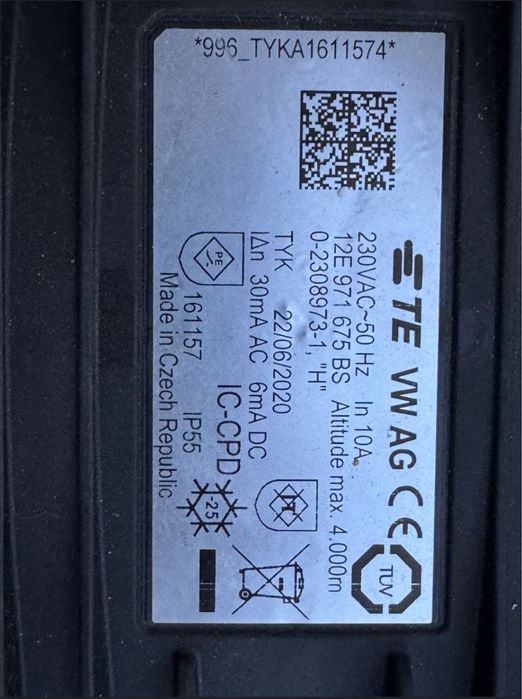 *996_TYKA1611574*
TE VW AG CE
TÜV
230VAC~50 Hz In 10A
12E.971 675 BS Altitude max. 4.000m
0-2308973-1, "H"
TYK 22/06/2020
IΔn 30mA AC 6mA DC
PE
IC-CPD
IT
161157 IP55
-25
Made in Czech Republic